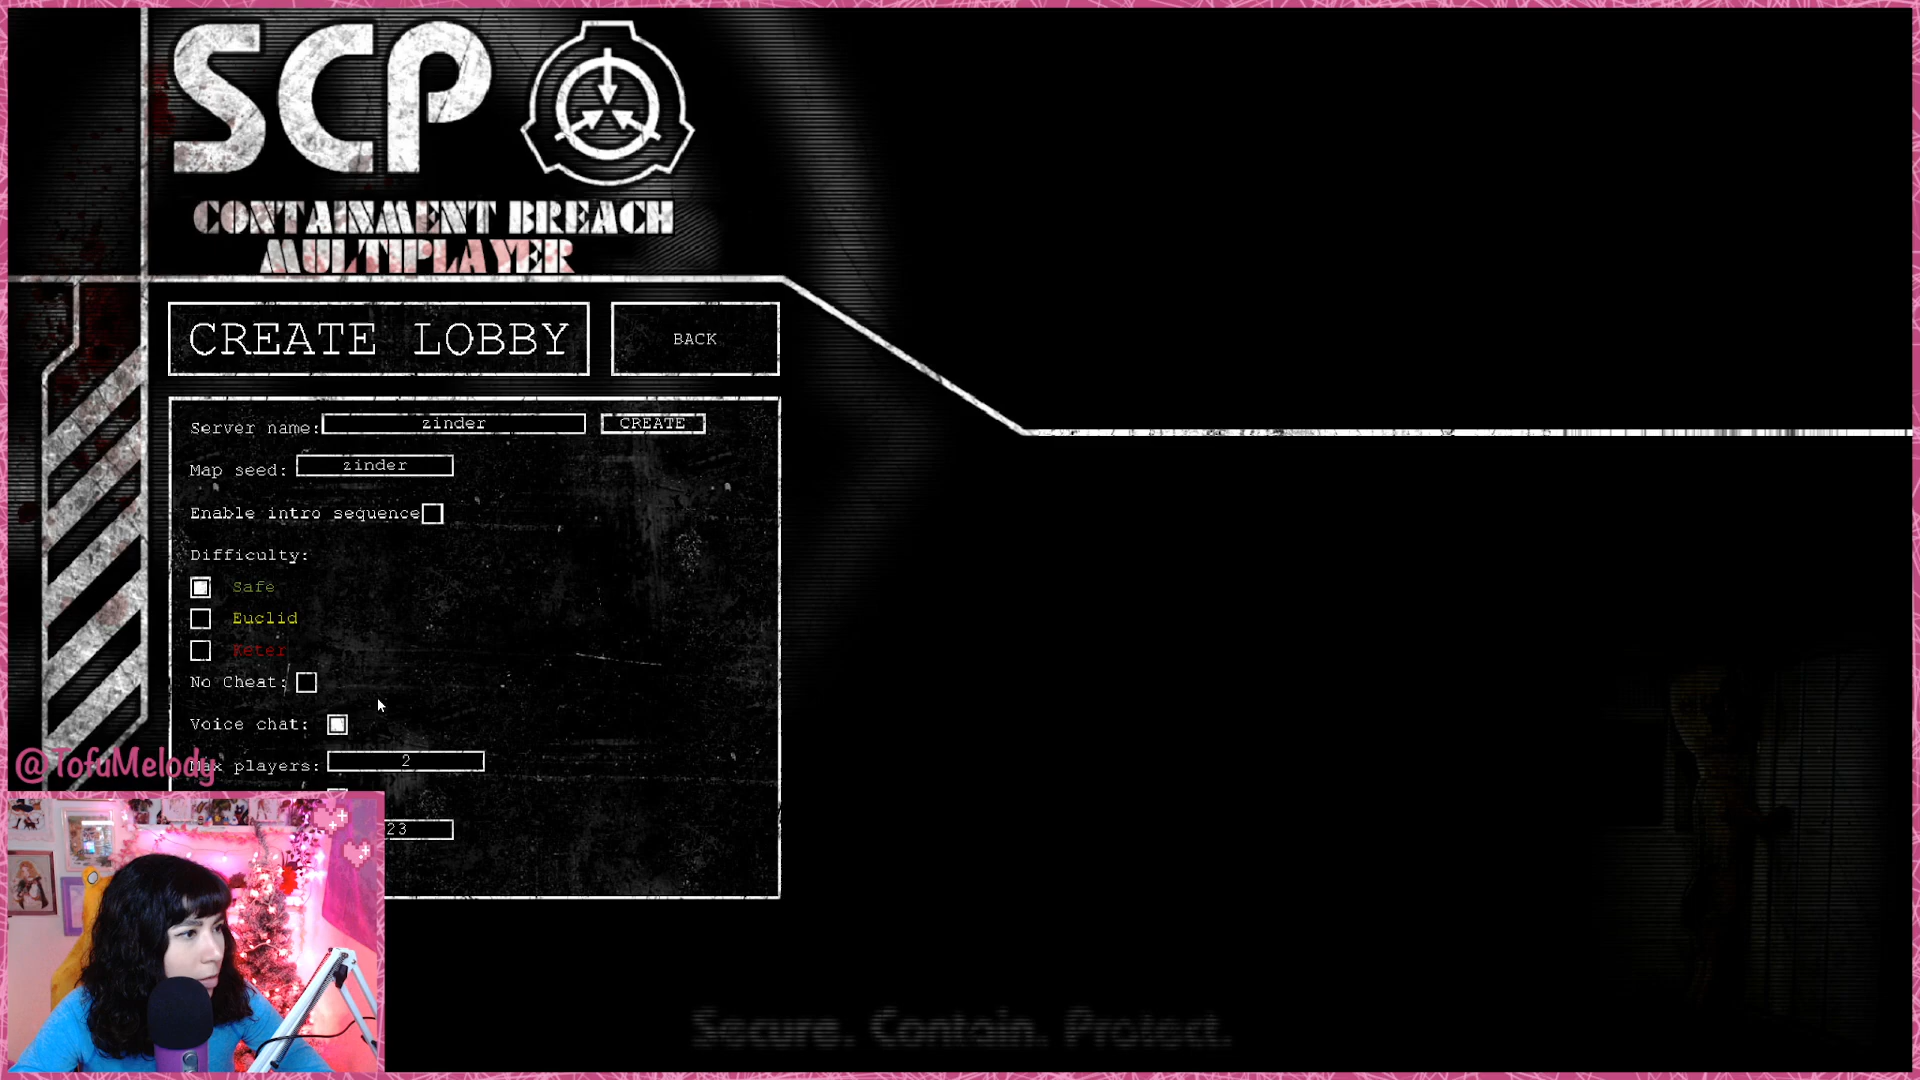 SCP
CONTAINMENT BREACH
MULTIPLAYER
CREATE LOBBY
BACK
Server name: zinder CREATE
Map seed: zinder
Enable intro sequence
Difficulty:
Safe
Euclid
Keter
No Cheat:
Voice chat:
@TofuMelody
players: 2
23
Secure. Contain. Protect.